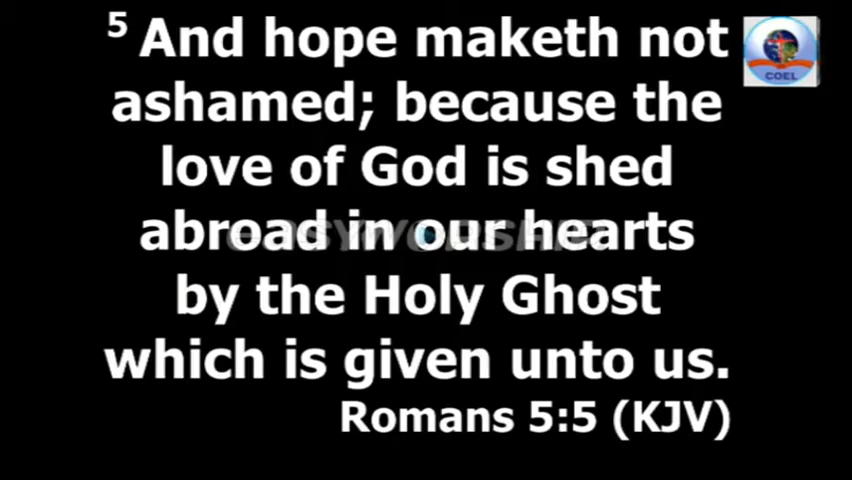 5 And hope maketh not
ashamed; because the
love of God is shed
abroad in our hearts
by the Holy Ghost
which is given unto us.
Romans 5:5 (KJV)
COEL
EASYWORSHIP